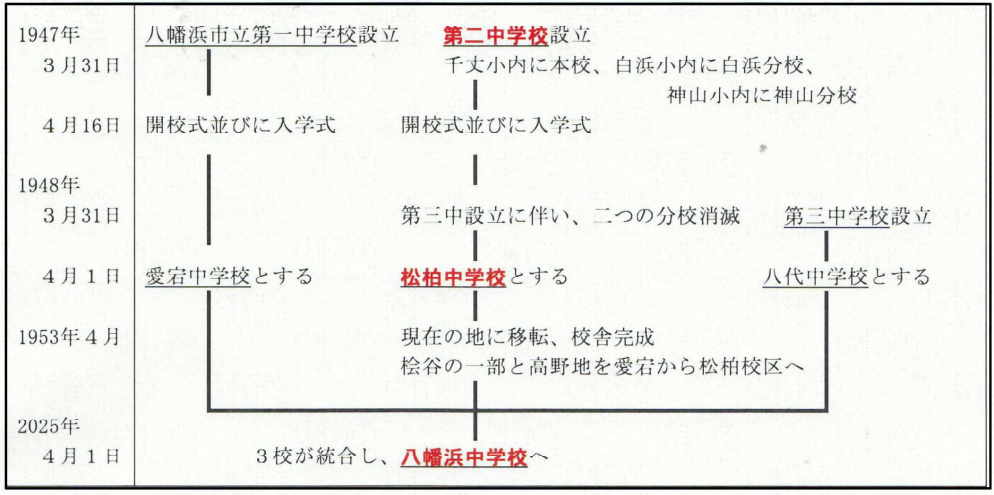 1947年 八幡浜市立第一中学校設立 第二中学校設立
3月31日 千丈小内に本校、白浜小内に白浜分校、
神山小内に神山分校
4月16日 開校式並びに入学式 開校式並びに入学式
1948年
3月31日 第三中設立に伴い、二つの分校消滅 第三中学校設立
4月1日 愛宕中学校とする 松柏中学校とする 八代中学校とする
1953年4月 現在の地に移転、校舎完成
桧谷の一部と高野地を愛宕から松柏校区へ
2025年
4月1日 3校が統合し、八幡浜中学校へ